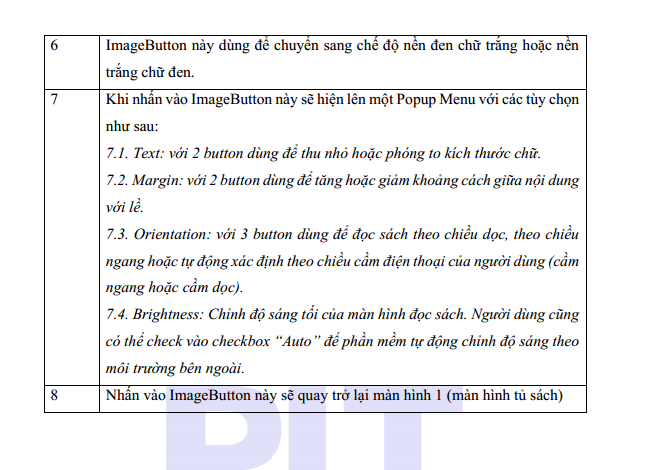 6 ImageButton này dùng để chuyển sang chế độ nền đen chữ trắng hoặc nền
trắng chữ đen.
7 Khi nhấn vào ImageButton này sẽ hiện lên một Popup Menu với các tùy chọn
như sau:
7.1. Text: với 2 button dùng để thu nhỏ hoặc phóng to kích thước chữ.
7.2. Margin: với 2 button dùng để tăng hoặc giảm khoảng cách giữa nội dung
với lề.
7.3. Orientation: với 3 button dùng để đọc sách theo chiều dọc, theo chiều
ngang hoặc tự động xác định theo chiều cầm điện thoại của người dùng (cầm
ngang hoặc cầm dọc).
7.4. Brightness: Chỉnh độ sáng tối của màn hình đọc sách. Người dùng cũng
có thể check vào checkbox “Auto” để phần mềm tự động chỉnh độ sáng theo
môi trường bên ngoài.
8 Nhấn vào ImageButton này sẽ quay trở lại màn hình 1 (màn hình tủ sách)